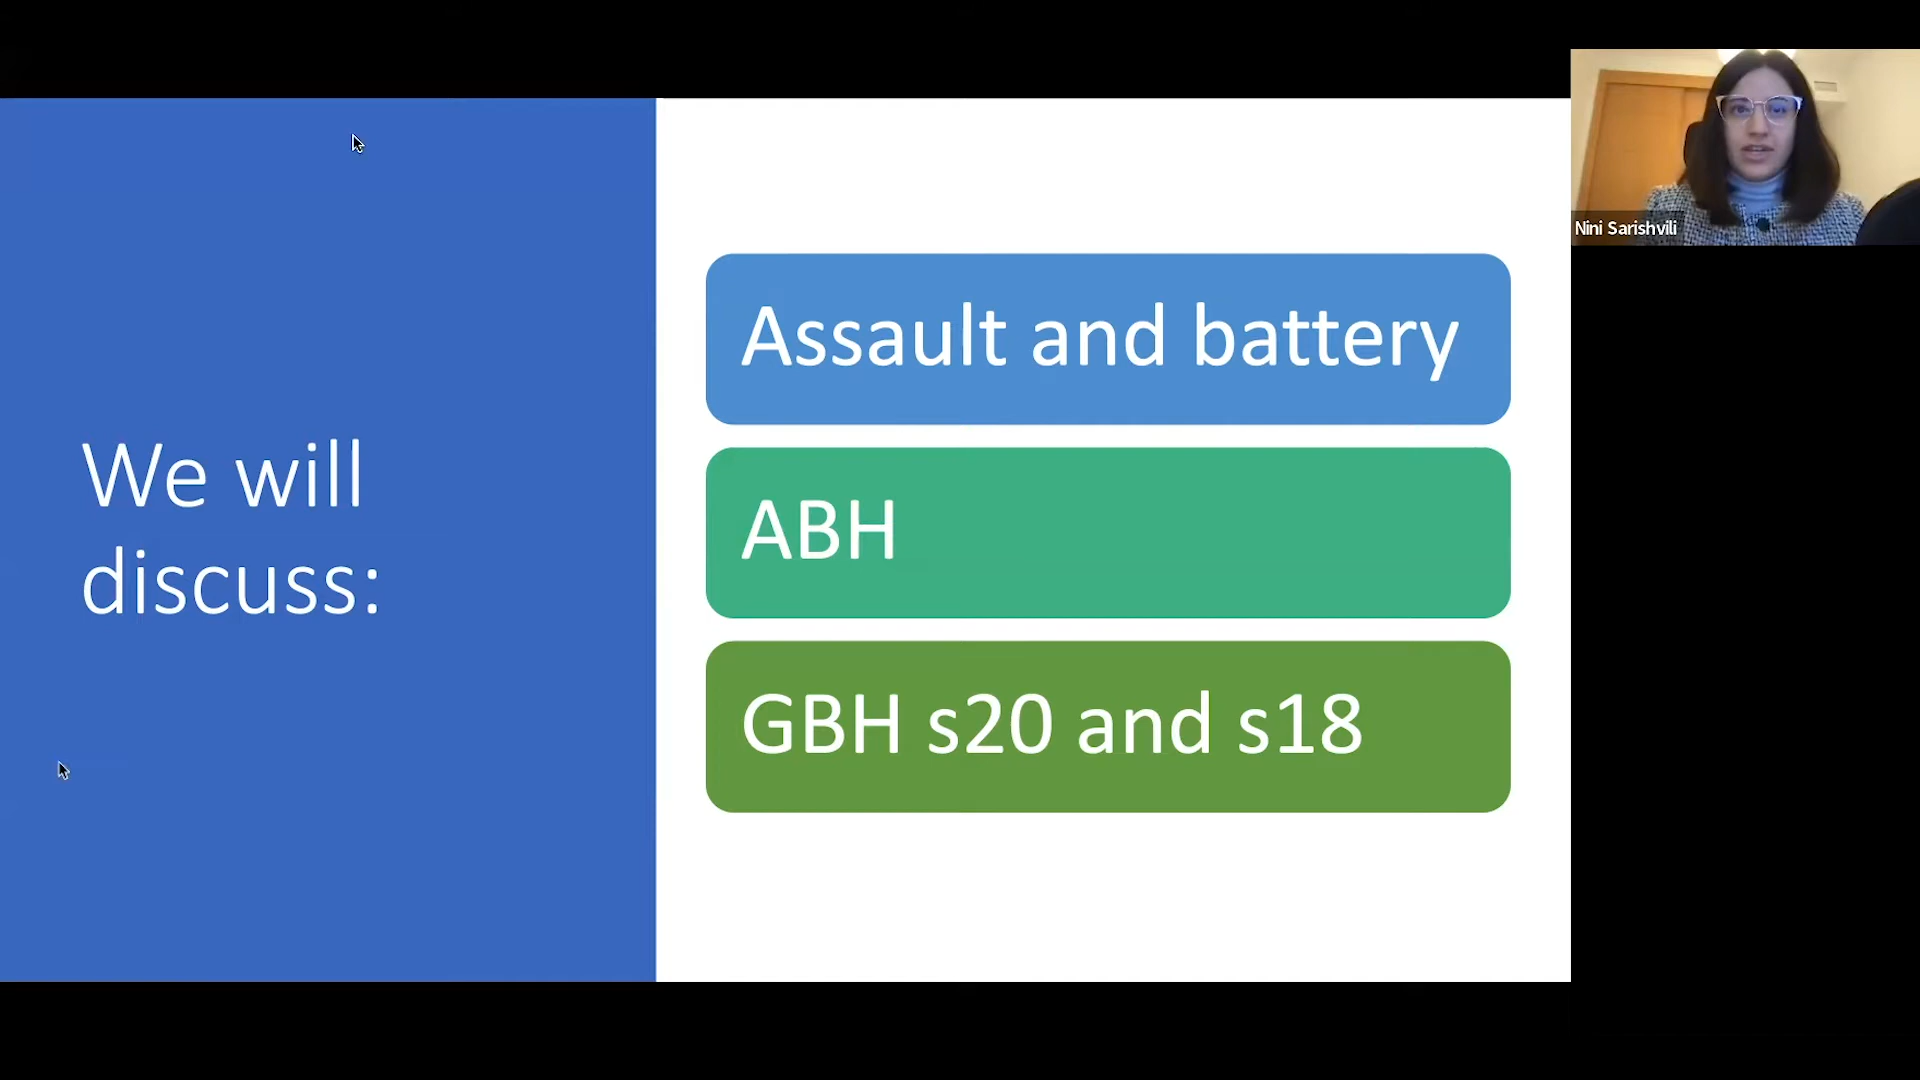 We will
discuss:
Assault and battery
ABH
GBH s20 and s18
Nini Sarishvili